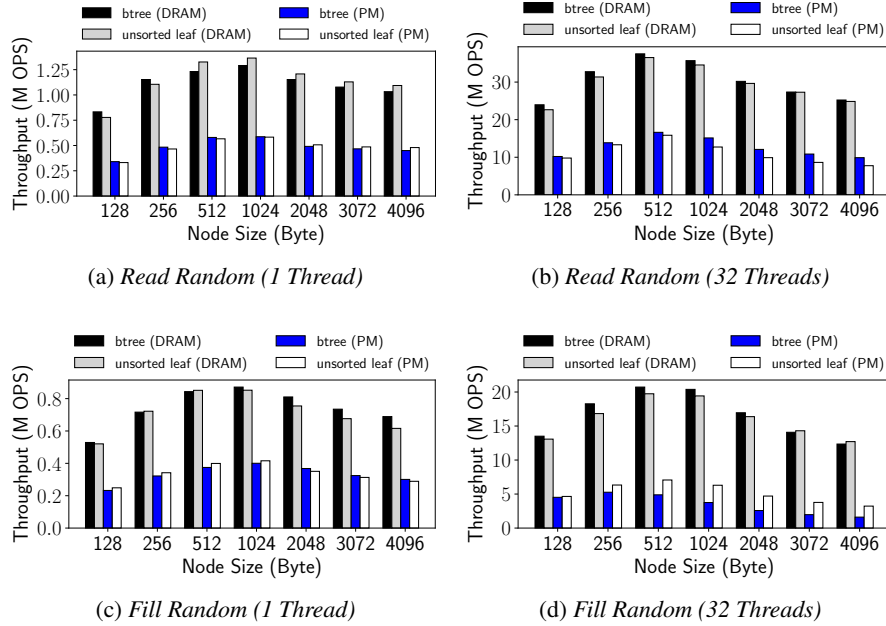 btree (DRAM) btree (PM)
unsorted leaf (DRAM) unsorted leaf (PM)
Throughput (M OPS)
1.25
1.00
0.75
0.50
0.25
0.00
128 256 512 1024 2048 3072 4096
Node Size (Byte)
(a) Read Random (1 Thread)
btree (DRAM) btree (PM)
unsorted leaf (DRAM) unsorted leaf (PM)
Throughput (M OPS)
30
20
10
0
128 256 512 1024 2048 3072 4096
Node Size (Byte)
(b) Read Random (32 Threads)
btree (DRAM) btree (PM)
unsorted leaf (DRAM) unsorted leaf (PM)
Throughput (M OPS)
0.8
0.6
0.4
0.2
0.0
128 256 512 1024 2048 3072 4096
Node Size (Byte)
(c) Fill Random (1 Thread)
btree (DRAM) btree (PM)
unsorted leaf (DRAM) unsorted leaf (PM)
Throughput (M OPS)
20
15
10
5
0
128 256 512 1024 2048 3072 4096
Node Size (Byte)
(d) Fill Random (32 Threads)